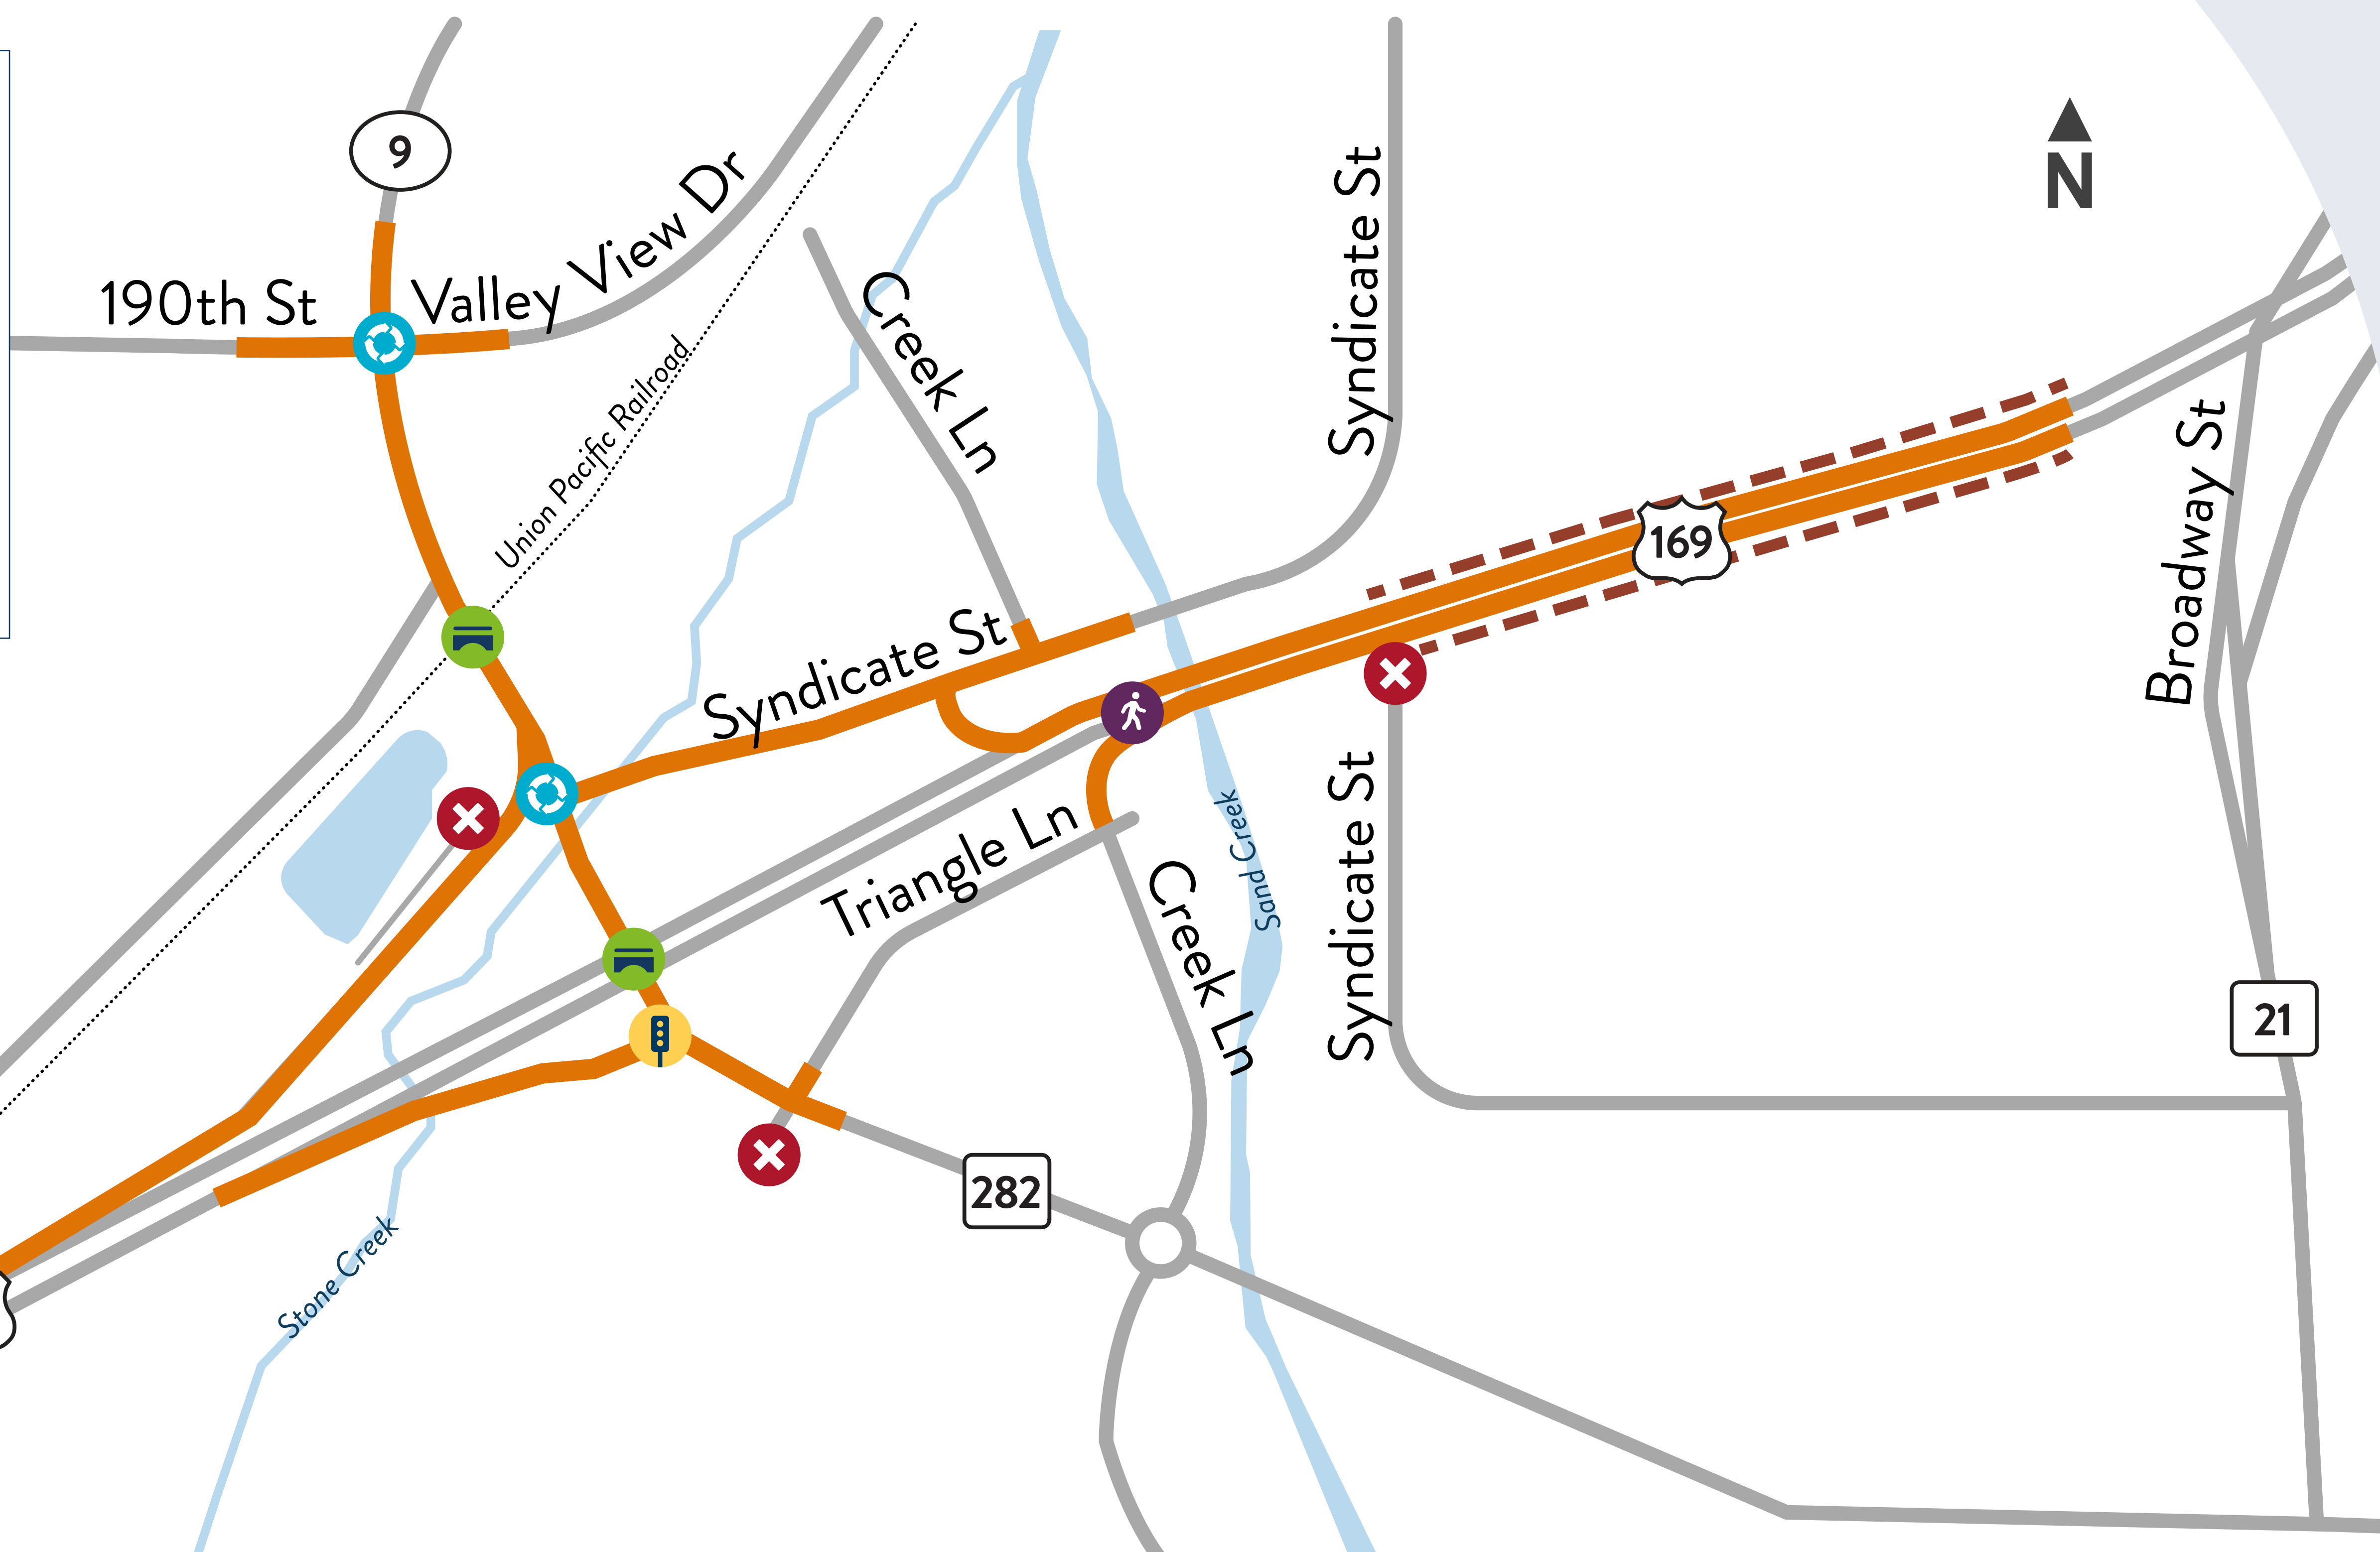 9
N
190th St
Valley View Dr
Union Pacific Railroad
Creek Ln
Syndicate St
169
Broadway St
Syndicate St
Triangle Ln
Sand Creek
Creek Ln
Syndicate St
21
282
Stone Creek